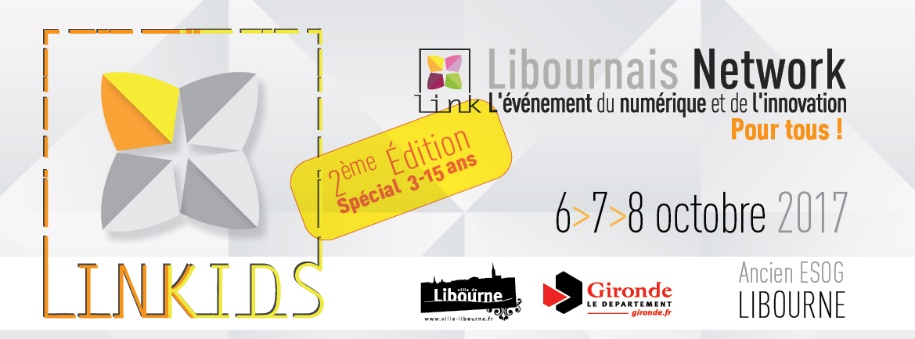 LINKIDS
2ème Édition
Spécial 3-15 ans
link
Libournais Network
L'événement du numérique et de l'innovation
Pour tous !
6>7>8 octobre 2017
ville de
Libourne
www.ville-libourne.fr
Gironde
LE DEPARTEMENT
gironde.fr
Ancien ESOG
LIBOURNE